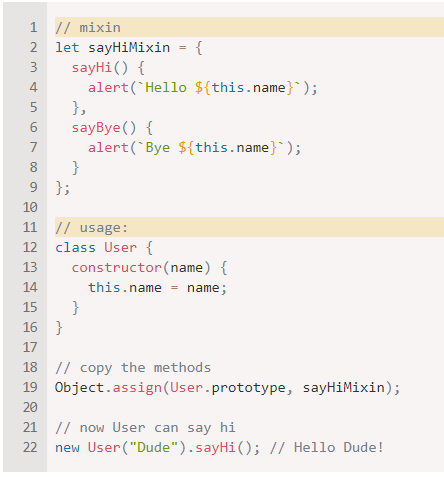 1 // mixin
2 let sayHiMixin = {
3   sayHi() {
4     alert(`Hello ${this.name}`);
5   },
6   sayBye() {
7     alert(`Bye ${this.name}`);
8   }
9 };
10
11 // usage:
12 class User {
13   constructor(name) {
14     this.name = name;
15   }
16 }
17
18 // copy the methods
19 Object.assign(User.prototype, sayHiMixin);
20
21 // now User can say hi
22 new User("Dude").sayHi(); // Hello Dude!